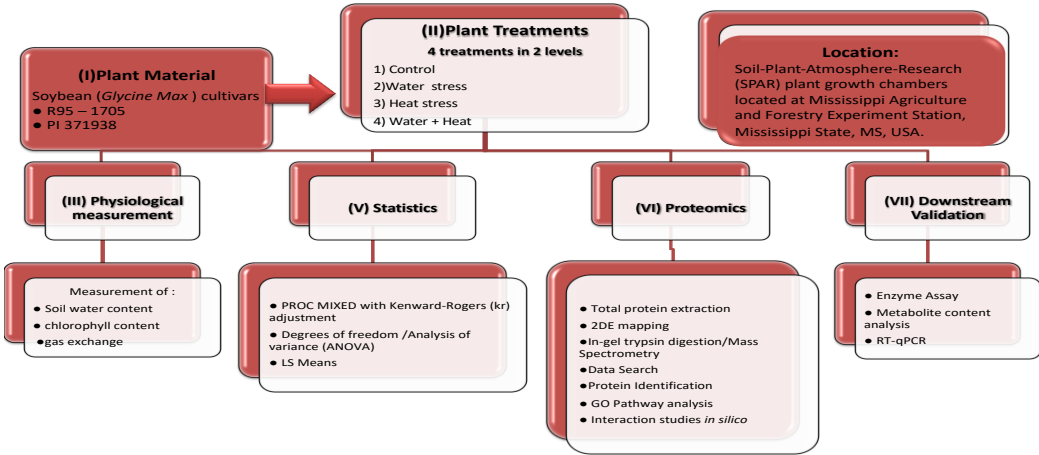 (I)Plant Material
Soybean (Glycine Max ) cultivars
● R95 – 1705
● PI 371938
(II)Plant Treatments
4 treatments in 2 levels
1) Control
2)Water stress
3) Heat stress
4) Water + Heat
Location:
Soil-Plant-Atmosphere-Research
(SPAR) plant growth chambers
located at Mississippi Agriculture
and Forestry Experiment Station,
Mississippi State, MS, USA.
(III) Physiological
measurement
(V) Statistics
(VI) Proteomics
(VII) Downstream
Validation
Measurement of :
● Soil water content
● chlorophyll content
●gas exchange
● PROC MIXED with Kenward-Rogers (kr)
adjustment
● Degrees of freedom /Analysis of
variance (ANOVA)
● LS Means
● Total protein extraction
● 2DE mapping
●In-gel trypsin digestion/Mass
Spectrometry
●Data Search
●Protein Identification
● GO Pathway analysis
● Interaction studies in silico
● Enzyme Assay
● Metabolite content
analysis
● RT-qPCR